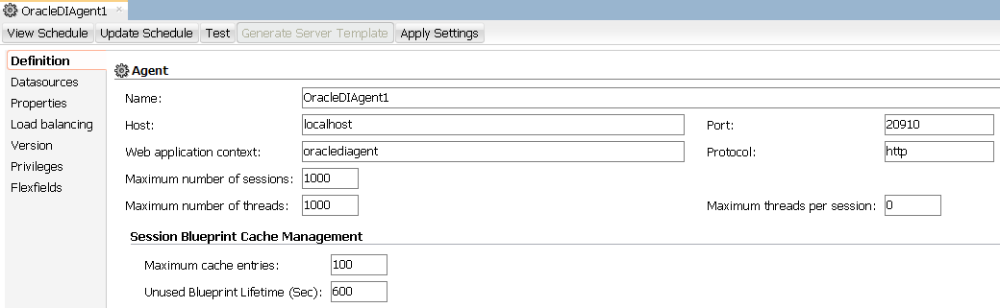 OracleDIAgent1
View Schedule Update Schedule Test Generate Server Template Apply Settings
Definition
Datasources
Properties
Load balancing
Version
Privileges
Flexfields
Agent
Name: OracleDIAgent1
Host: localhost Port: 20910
Web application context: oraclediagent Protocol: http
Maximum number of sessions: 1000
Maximum number of threads: 1000 Maximum threads per session: 0
Session Blueprint Cache Management
Maximum cache entries: 100
Unused Blueprint Lifetime (Sec): 600